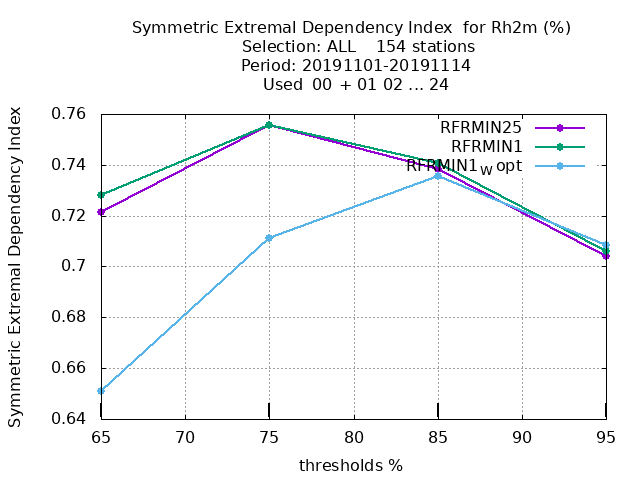 Symmetric Extremal Dependency Index  for Rh2m (%)
Selection: ALL    154 stations
Period: 20191101-20191114
Used  00  + 01 02 ... 24
Symmetric Extremal Dependency Index
0.76
0.74
0.72
0.7
0.68
0.66
0.64
RFRMIN25
RFRMIN1
RFRMIN1W opt
65 70 75 80 85 90 95
thresholds %